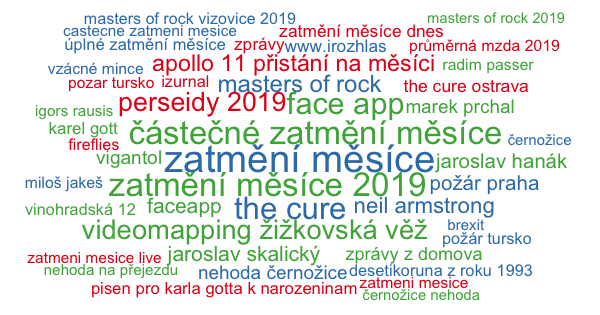 masters of rock vizovice 2019
masters of rock 2019
castecne zatmeni mesice
zatmění měsíce dnes
úplné zatmění měsíce
zprávy
www.irozhlas
průměrná mzda 2019
vzácné mince
apollo 11 přistání na měsíci
radim passer
pozar tursko
izurnal
masters of rock
the cure ostrava
perseidy 2019
face app
marek prchal
igors rausis
karel gott
částečné zatmění měsíce
černožice
fireflies
vigantol
zatmění měsíce
jaroslav hanák
miloš jakeš
zatmění měsíce 2019
požár praha
vinohradská 12
faceapp
the cure
neil armstrong
videomapping žižkovská věž
brexit
požár tursko
zatmeni mesice live
jaroslav skalický
zprávy z domova
nehoda na přejezdu
nehoda černožice
desetikoruna z roku 1993
pisen pro karla gotta k narozeninam
zatmeni mesice
černožice nehoda